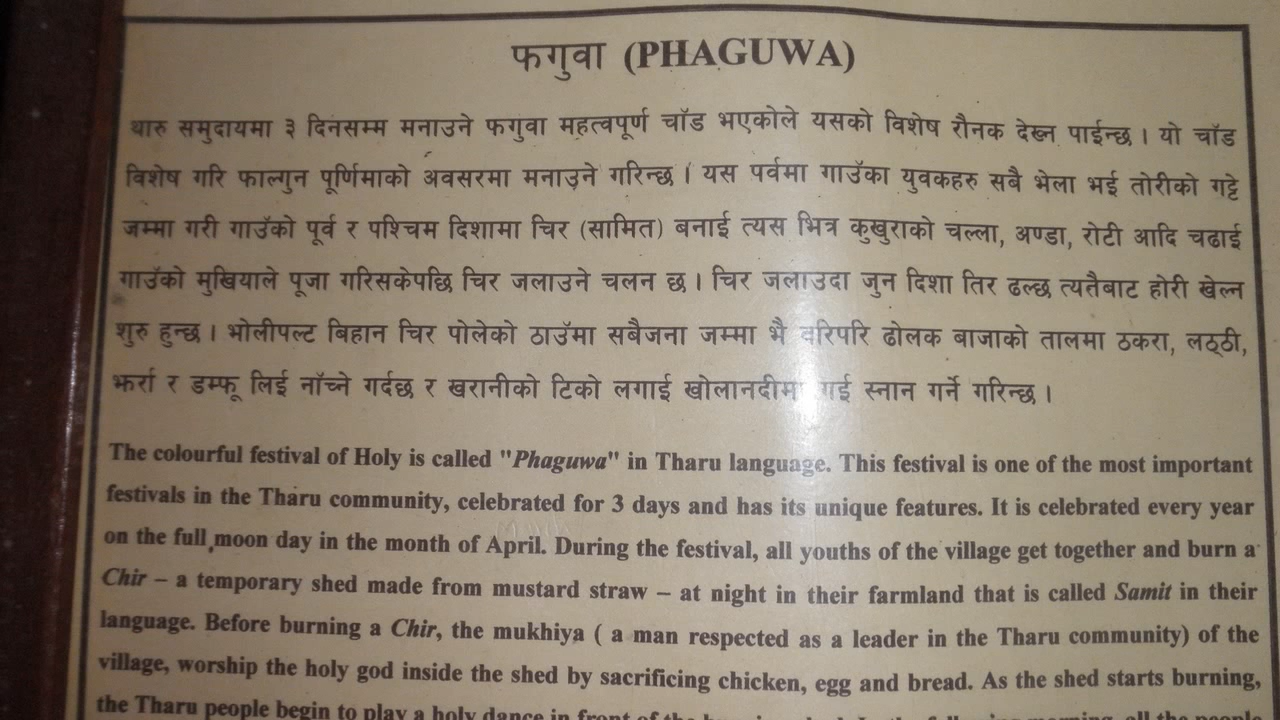 फगुवा (PHAGUWA)
थारु समुदायमा ३ दिनसम्म मनाउने फगुवा महत्वपूर्ण चाॅड भएकोले यसको विशेष रौनक देख्न पाईन्छ । यो चाॅड
विशेष गरि फाल्गुन पूर्णिमाको अवसरमा मनाउने गरिन्छ । यस पर्वमा गाउॅका युवकहरु सबै भेला भई तोरीको गट्टे
जम्मा गरी गाउॅको पूर्व र पश्चिम दिशामा चिर (सामित) बनाई त्यस भित्र कुखुराको चल्ला, अण्डा, रोटी आदि चढाई
गाउॅको मुखियाले पूजा गरिसकेपछि चिर जलाउने चलन छ । चिर जलाउदा जुन दिशा तिर ढल्छ त्यतैबाट होरी खेल्न
शुरु हुन्छ । भोलीपल्ट बिहान चिर पोलेको ठाउॅमा सबैजना जम्मा भै वरिपरि ढोलक बाजाको तालमा ठकरा, लठ्ठी,
झर्रा र डम्फू लिई नाॅच्ने गर्दछ र खरानीको टिको लगाई खोलानदीमा गई स्नान गर्ने गरिन्छ ।
The colourful festival of Holy is called "Phaguwa" in Tharu language. This festival is one of the most important
festivals in the Tharu community, celebrated for 3 days and has its unique features. It is celebrated every year
on the full moon day in the month of April. During the festival, all youths of the village get together and burn a
Chir – a temporary shed made from mustard straw – at night in their farmland that is called Samit in their
language. Before burning a Chir, the mukhiya ( a man respected as a leader in the Tharu community) of the
village, worship the holy god inside the shed by sacrificing chicken, egg and bread. As the shed starts burning,
the Tharu people begin to play a holy dance in front of the